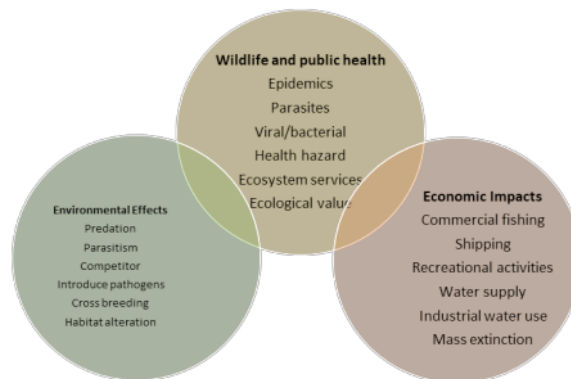 Wildlife and public health
Epidemics
Parasites
Viral/bacterial
Health hazard
Ecosystem services
Ecological value
Environmental Effects
Predation
Parasitism
Competitor
Introduce pathogens
Cross breeding
Habitat alteration
Economic Impacts
Commercial fishing
Shipping
Recreational activities
Water supply
Industrial water use
Mass extinction